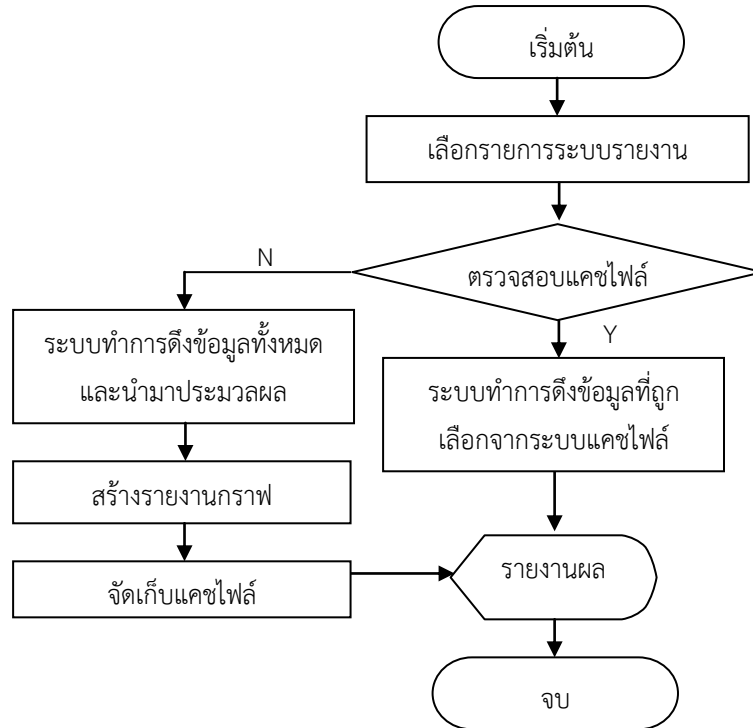 เริ่มต้น
เลือกรายการระบบรายงาน
ตรวจสอบแคชไฟล์
N
Y
ระบบทำการดึงข้อมูลทั้งหมด
และนำมาประมวลผล
ระบบทำการดึงข้อมูลที่ถูก
เลือกจากระบบแคชไฟล์
สร้างรายงานกราฟ
จัดเก็บแคชไฟล์
รายงานผล
จบ